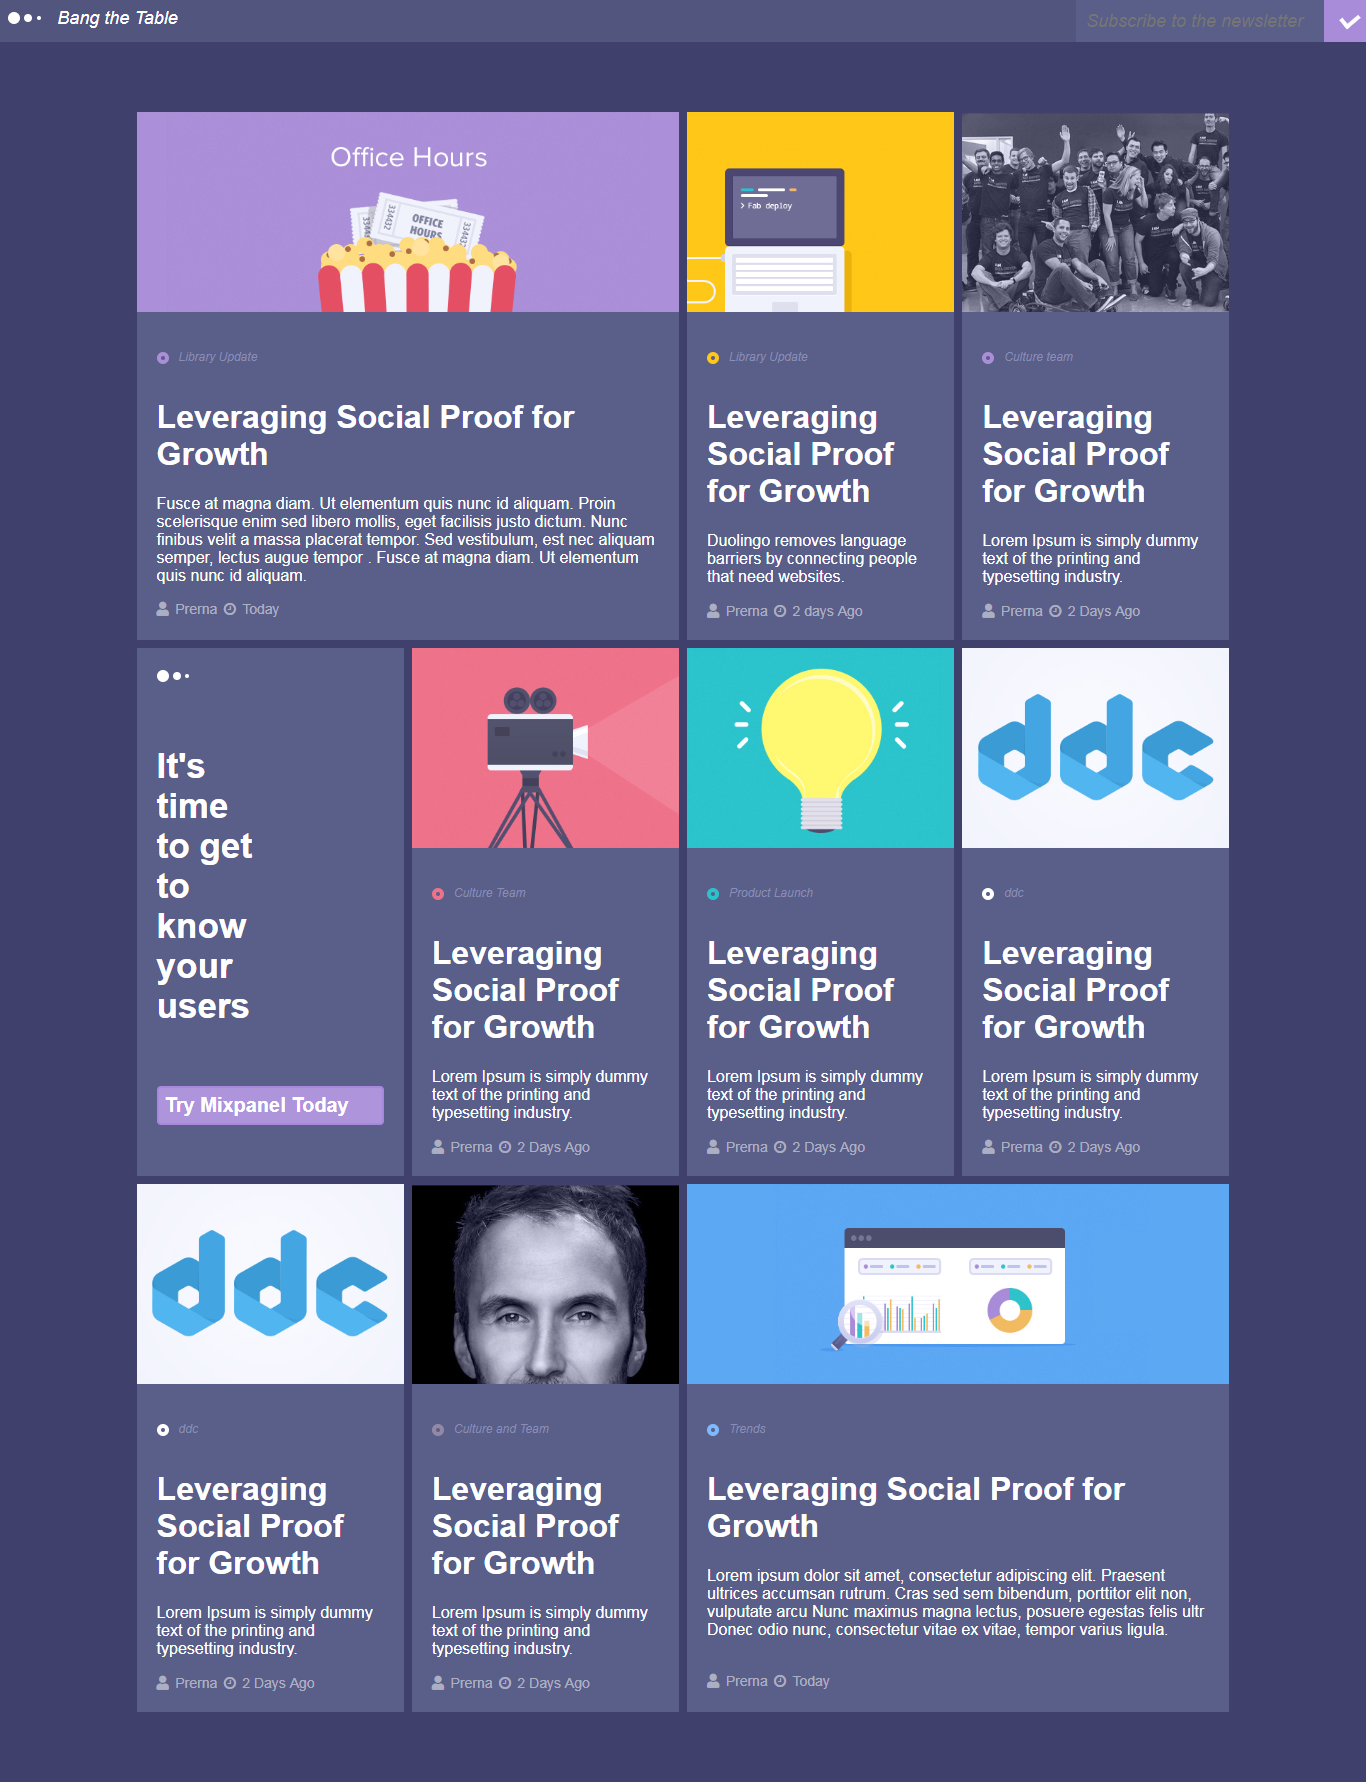 Bang the Table
Subscribe to the newsletter
Office Hours
334432
OFFICE
HOURS
334432
> Fab deploy
Library Update
Leveraging Social Proof for
Growth
Fusce at magna diam. Ut elementum quis nunc id aliquam. Proin
scelerisque enim sed libero mollis, eget facilisis justo dictum. Nunc
finibus velit a massa placerat tempor. Sed vestibulum, est nec aliquam
semper, lectus augue tempor . Fusce at magna diam. Ut elementum
quis nunc id aliquam.
Prerna Today
Library Update
Leveraging
Social Proof
for Growth
Duolingo removes language
barriers by connecting people
that need websites.
Prerna 2 days Ago
Culture team
Leveraging
Social Proof
for Growth
Lorem Ipsum is simply dummy
text of the printing and
typesetting industry.
Prerna 2 Days Ago
It's
time
to get
to
know
your
users
Try Mixpanel Today
Culture Team
Leveraging
Social Proof
for Growth
Lorem Ipsum is simply dummy
text of the printing and
typesetting industry.
Prerna 2 Days Ago
Product Launch
Leveraging
Social Proof
for Growth
Lorem Ipsum is simply dummy
text of the printing and
typesetting industry.
Prerna 2 Days Ago
ddc
ddc
Leveraging
Social Proof
for Growth
Lorem Ipsum is simply dummy
text of the printing and
typesetting industry.
Prerna 2 Days Ago
ddc
ddc
Leveraging
Social Proof
for Growth
Lorem Ipsum is simply dummy
text of the printing and
typesetting industry.
Prerna 2 Days Ago
Culture and Team
Leveraging
Social Proof
for Growth
Lorem Ipsum is simply dummy
text of the printing and
typesetting industry.
Prerna 2 Days Ago
Trends
Leveraging Social Proof for
Growth
Lorem ipsum dolor sit amet, consectetur adipiscing elit. Praesent
ultrices accumsan rutrum. Cras sed sem bibendum, porttitor elit non,
vulputate arcu Nunc maximus magna lectus, posuere egestas felis ultr
Donec odio nunc, consectetur vitae ex vitae, tempor varius ligula.
Prerna Today